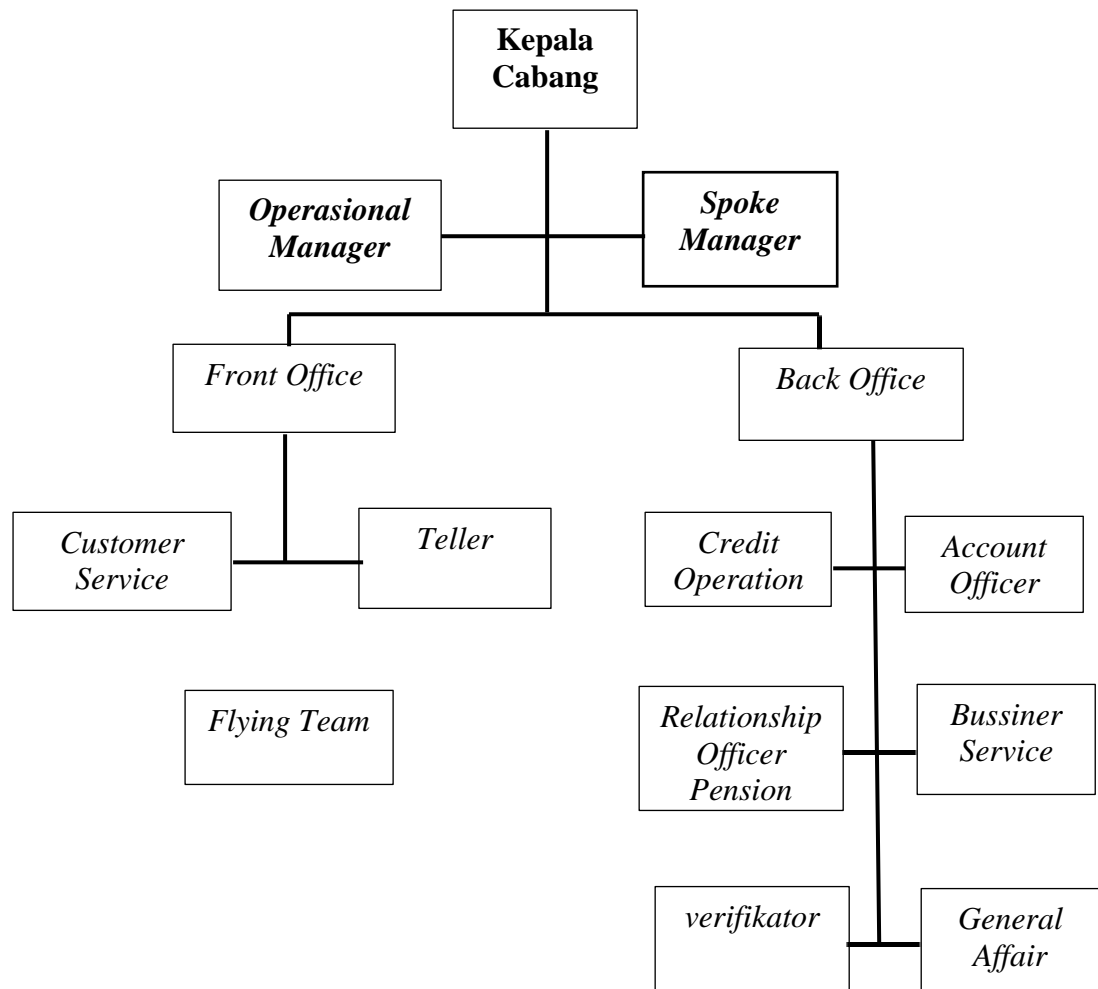 Kepala
Cabang
Operasional
Manager
Spoke
Manager
Front Office
Back Office
Customer
Service
Teller
Credit
Operation
Account
Officer
Flying Team
Relationship
Officer
Pension
Bussiner
Service
verifikator
General
Affair